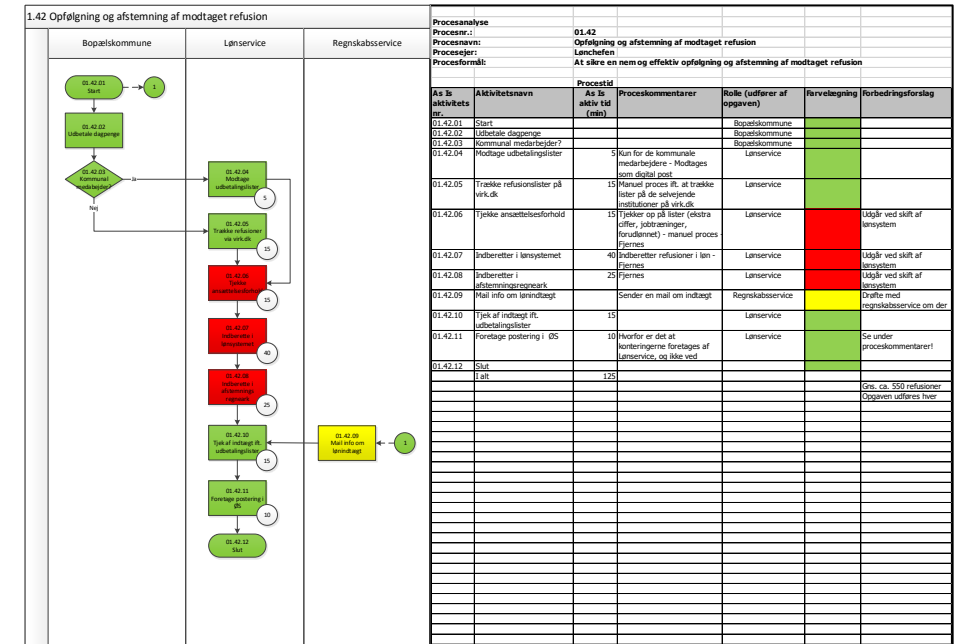 1.42 Opfølgning og afstemning af modtaget refusion
Bopælskommune
Lønservice
Regnskabsservice
01.42.01
Start
1
01.42.02
Udbetale dagpenge
01.42.03
Kommunal
medarbejder?
Ja
Nej
01.42.04
Modtage
udbetalingslister
5
01.42.05
Trække refusioner
via virk.dk
15
01.42.06
Tjekke
ansættelsesforhold
15
01.42.07
Indberette i
lønsystemet
40
01.42.08
Indberette i
afstemnings
regneark
25
01.42.10
Tjek af indtægt ift.
udbetalingslister
15
01.42.09
Mail info om
lønindtægt
1
01.42.11
Foretage postering i
ØS
10
01.42.12
Slut
Procesanalyse
Procesnr.: 01.42
Procesnavn: Opfølgning og afstemning af modtaget refusion
Procesejer: Lønchefen
Procesformål: At sikre en nem og effektiv opfølgning og afstemning af modtaget refusion
Procestid
As Is aktivitets nr. Aktivitetsnavn As Is aktiv tid (min) Proceskommentarer Rolle (udfører af opgaven) Farvelægning Forbedringsforslag
01.42.01 Start Bopælskommune
01.42.02 Udbetale dagpenge Bopælskommune
01.42.03 Kommunal medarbejder? Bopælskommune
01.42.04 Modtage udbetalingslister 5 Kun for de kommunale Lønservice
medarbejdere - Modtages
som digital post
01.42.05 Trække refusionslister på 15 Manuel proces ift. at trække Lønservice
virk.dk lister på de selvejende
institutioner på virk.dk
01.42.06 Tjekke ansættelsesforhold 15 Tjekker op på lister (ekstra Lønservice Udgår ved skift af
ciffer, jobtræninger, lønsystem
forudlønnet) - manuel proces -
Fjernes
01.42.07 Indberetter i lønsystemet 40 Indberetter refusioner i løn - Lønservice Udgår ved skift af
Fjernes lønsystem
01.42.08 Indberetter i 25 Fjernes Lønservice Udgår ved skift af
afstemningsregneark lønsystem
01.42.09 Mail info om lønindtægt Sender en mail om indtægt Regnskabsservice Drøfte med
regnskabsservice om der
01.42.10 Tjek af indtægt ift. 15 Lønservice
udbetalingslister
01.42.11 Foretage postering i ØS 10 Hvorfor er det at Lønservice Se under
konteringerne foretages af proceskommentarer!
Lønservice, og ikke ved
01.42.12 Slut
I alt 125
Gns. ca. 550 refusioner
Opgaven udføres hver